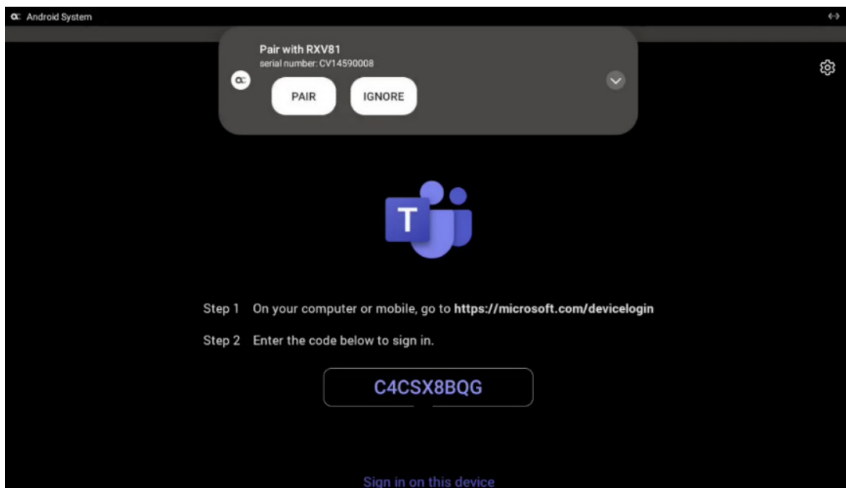 Android System
Pair with RXV81
serial number: CV14590008
PAIR IGNORE
T
Step 1 On your computer or mobile, go to https://microsoft.com/devicelogin
Step 2 Enter the code below to sign in.
C4CSX8BQG
Sign in on this device